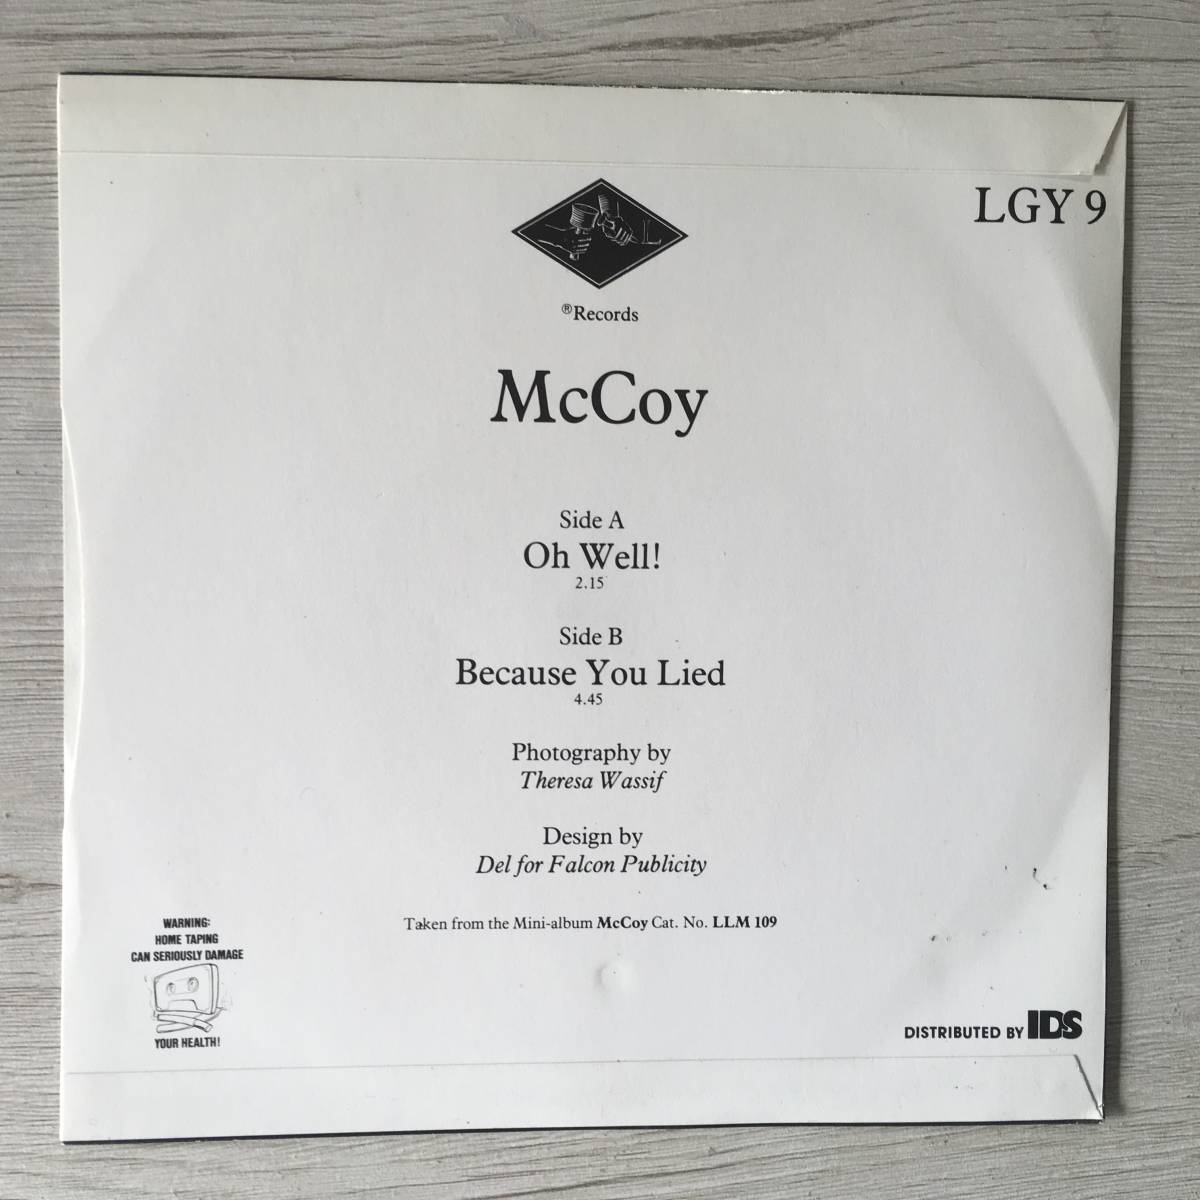 LGY 9
L
®Records
McCoy
Side A
Oh Well!
2.15
Side B
Because You Lied
4.45
Photography by
Theresa Wassif
Design by
Del for Falcon Publicity
Taken from the Mini-album McCoy Cat. No. LLM 109
WARNING:
HOME TAPING
CAN SERIOUSLY DAMAGE
YOUR HEALTH!
DISTRIBUTED BY IDS